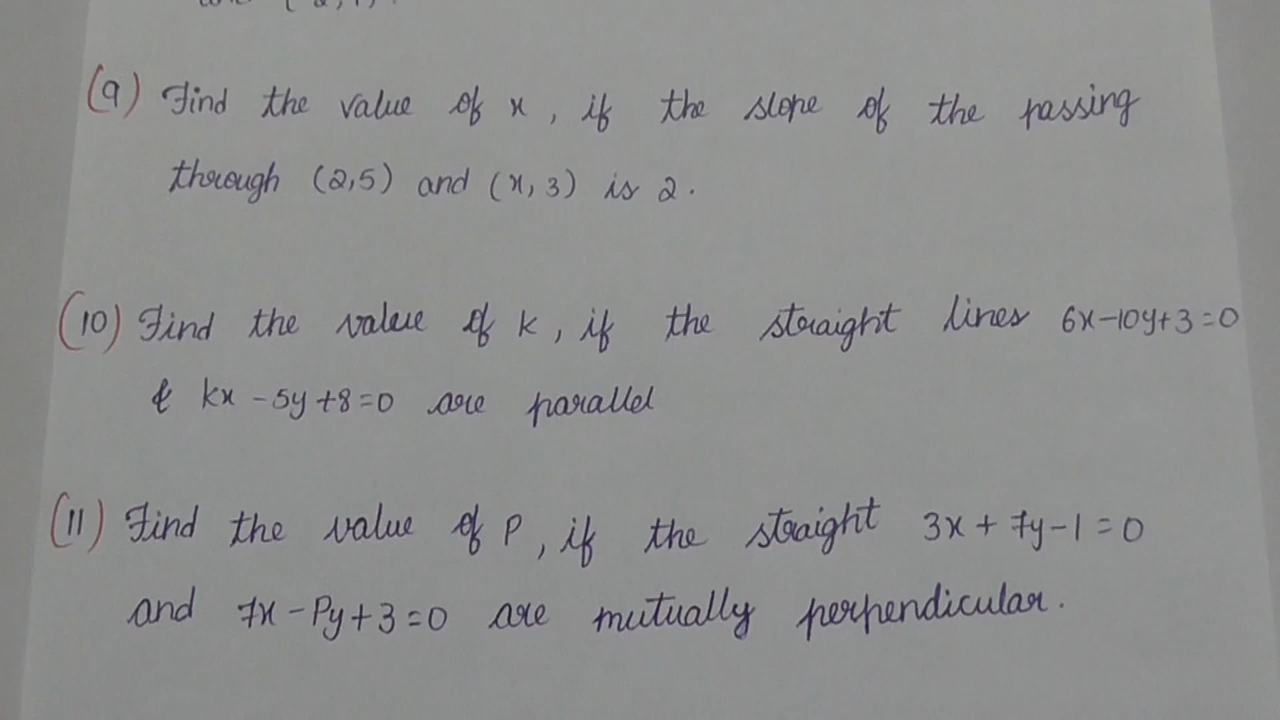 (9) Find the value of x, if the slope of the passing
through (2,5) and (x, 3) is 2.
(10) Find the value of k, if the straight lines 6x-10y+3=0
& kx -5y+8=0 are parallel
(11) Find the value of P, if the straight 3x + 7y-1=0
and 7x-Py+3=0 are mutually perpendicular.